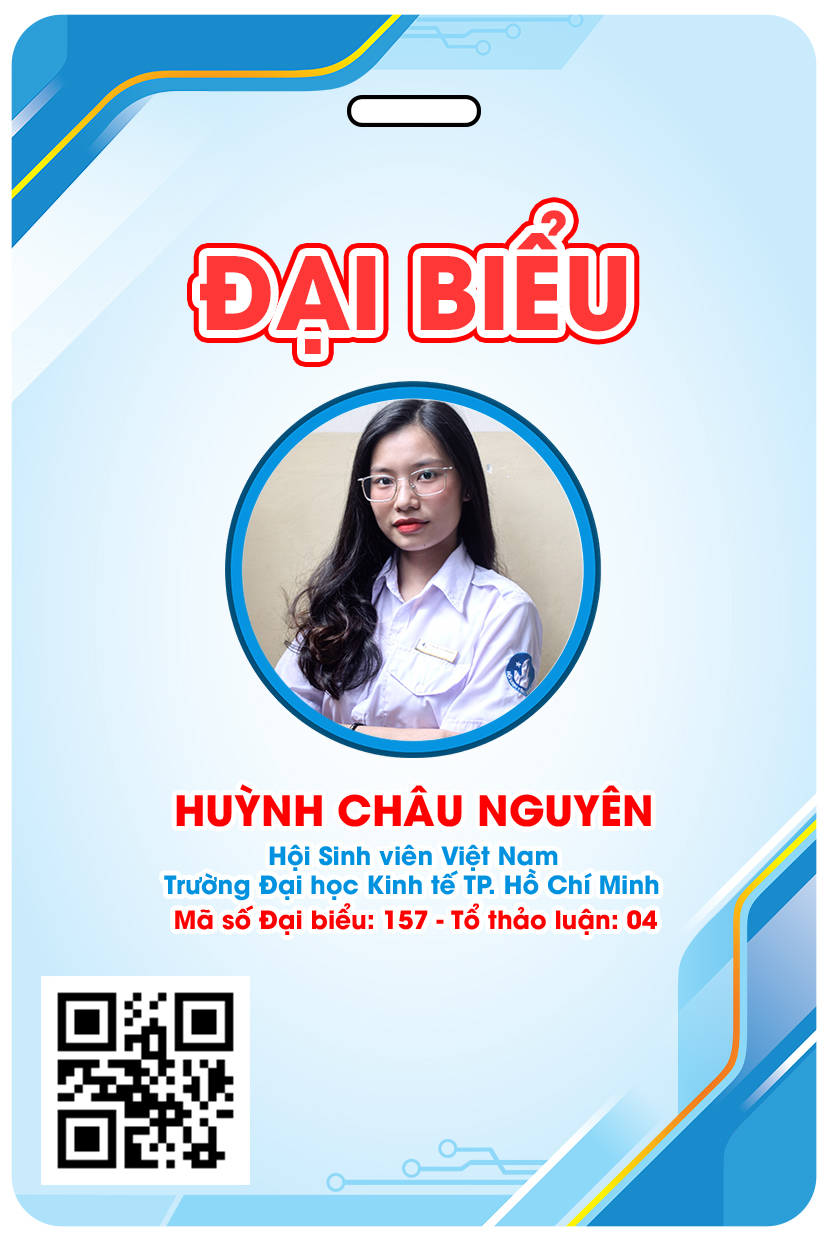 ĐẠI BIỂU
HUỲNH CHÂU NGUYÊN
Hội Sinh viên Việt Nam
Trường Đại học Kinh tế TP. Hồ Chí Minh
Mã số Đại biểu: 157 - Tổ thảo luận: 04